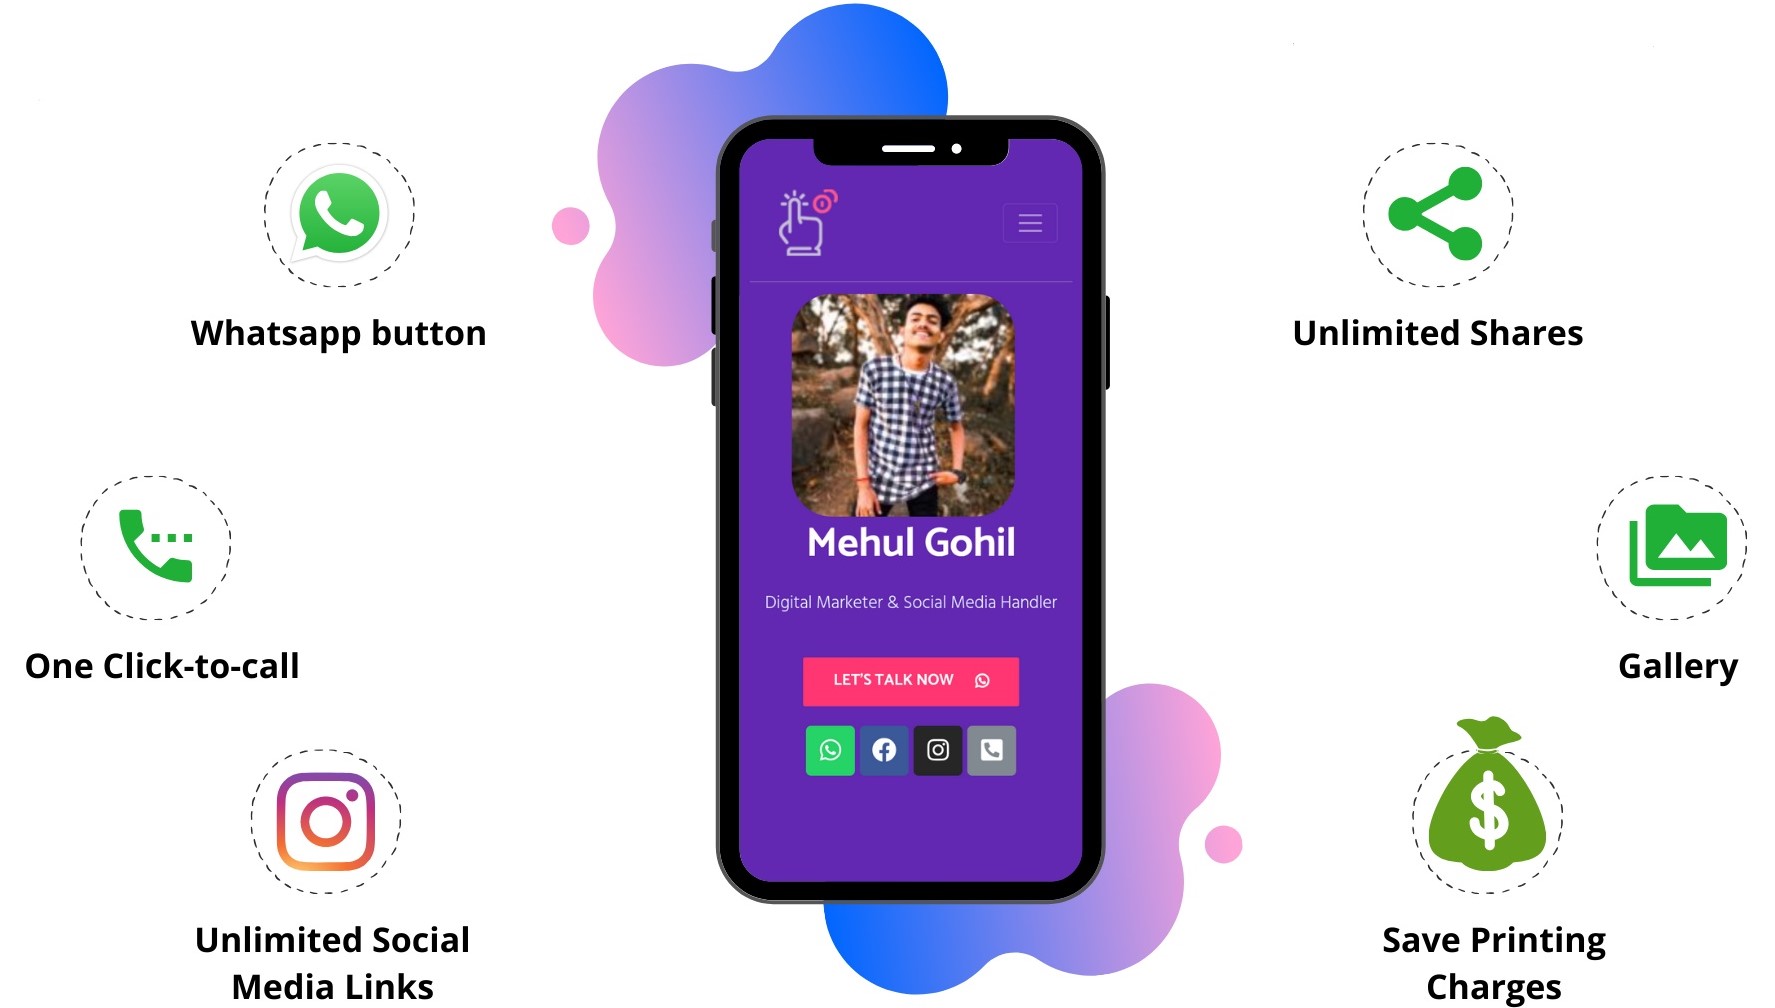 Whatsapp button
Unlimited Shares
Mehul Gohil
Digital Marketer & Social Media Handler
One Click-to-call
Gallery
LET'S TALK NOW
$
Unlimited Social
Media Links
Save Printing
Charges